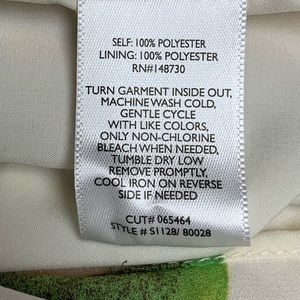 SELF: 100% POLYESTER
LINING: 100% POLYESTER
RN#148730
TURN GARMENT INSIDE OUT,
MACHINE WASH COLD,
GENTLE CYCLE
WITH LIKE COLORS,
ONLY NON-CHLORINE
BLEACH WHEN NEEDED,
TUMBLE DRY LOW
REMOVE PROMPTLY,
COOL IRON ON REVERSE
SIDE IF NEEDED
CUT# 065464
STYLE # S1128/ 80028